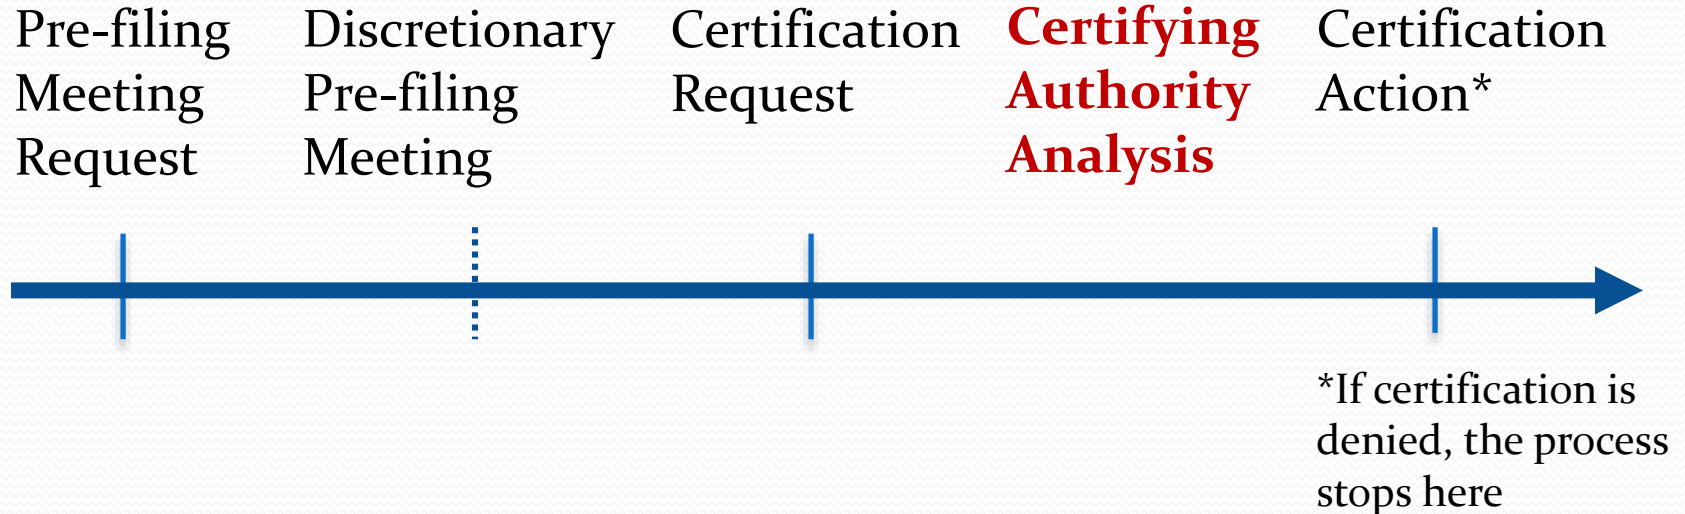 Pre-filing
Meeting
Request
Discretionary
Pre-filing
Meeting
Certification
Request
Certifying
Authority
Analysis
Certification
Action*
*If certification is
denied, the process
stops here